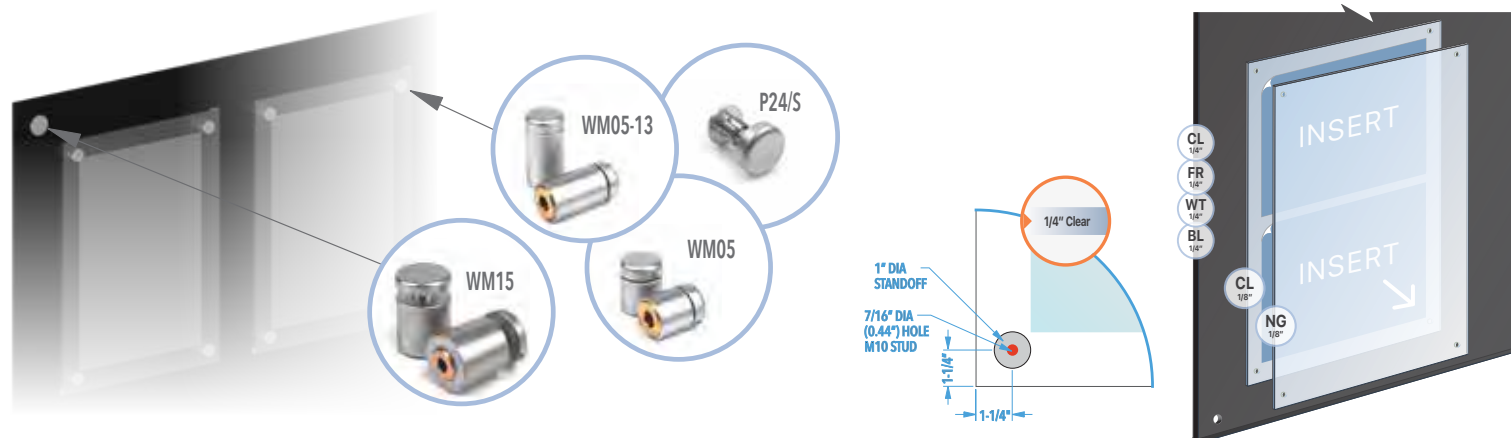 WM05-13
P24/S
WM05
WM15
1/4" Clear
1" DIA
STANDOFF
7/16" DIA
(0.44") HOLE
M10 STUD
1-1/4"
1-1/4"
CL
1/4"
FR
1/4"
WT
1/4"
BL
1/4"
CL
1/8"
NG
1/8"
INSERT
INSERT